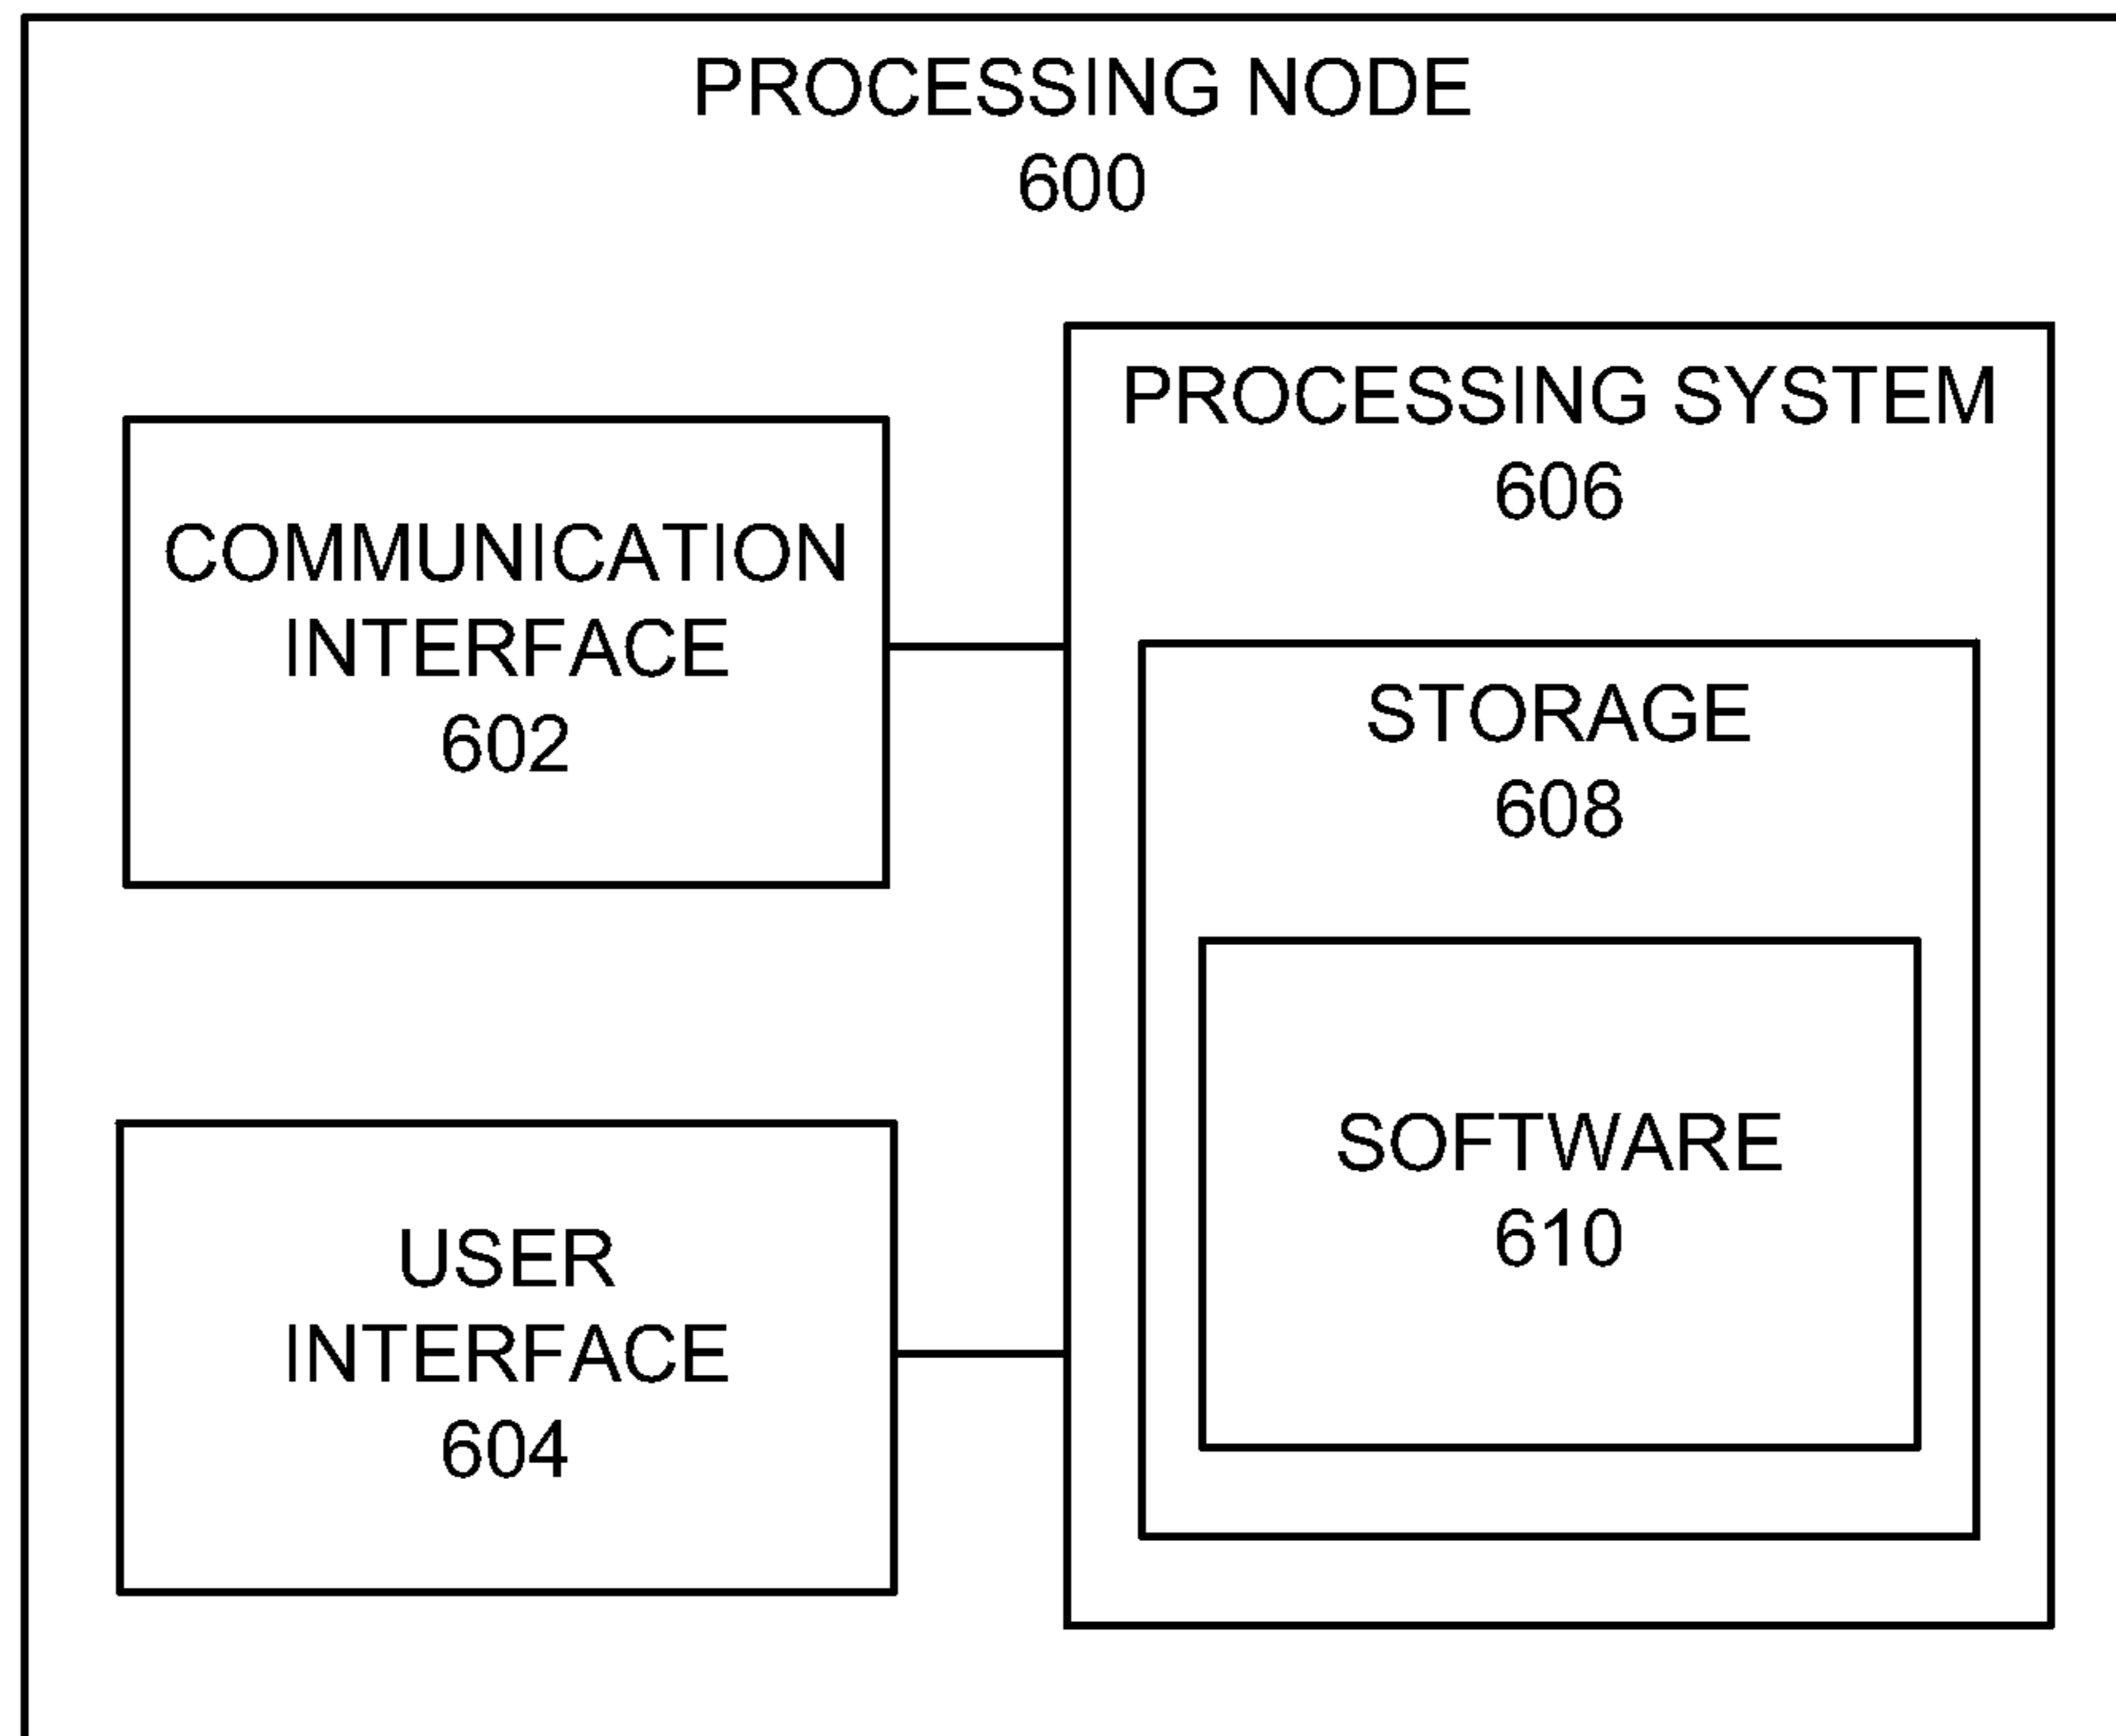 PROCESSING NODE
600
PROCESSING SYSTEM
606
COMMUNICATION
INTERFACE
602
STORAGE
608
SOFTWARE
610
USER
INTERFACE
604